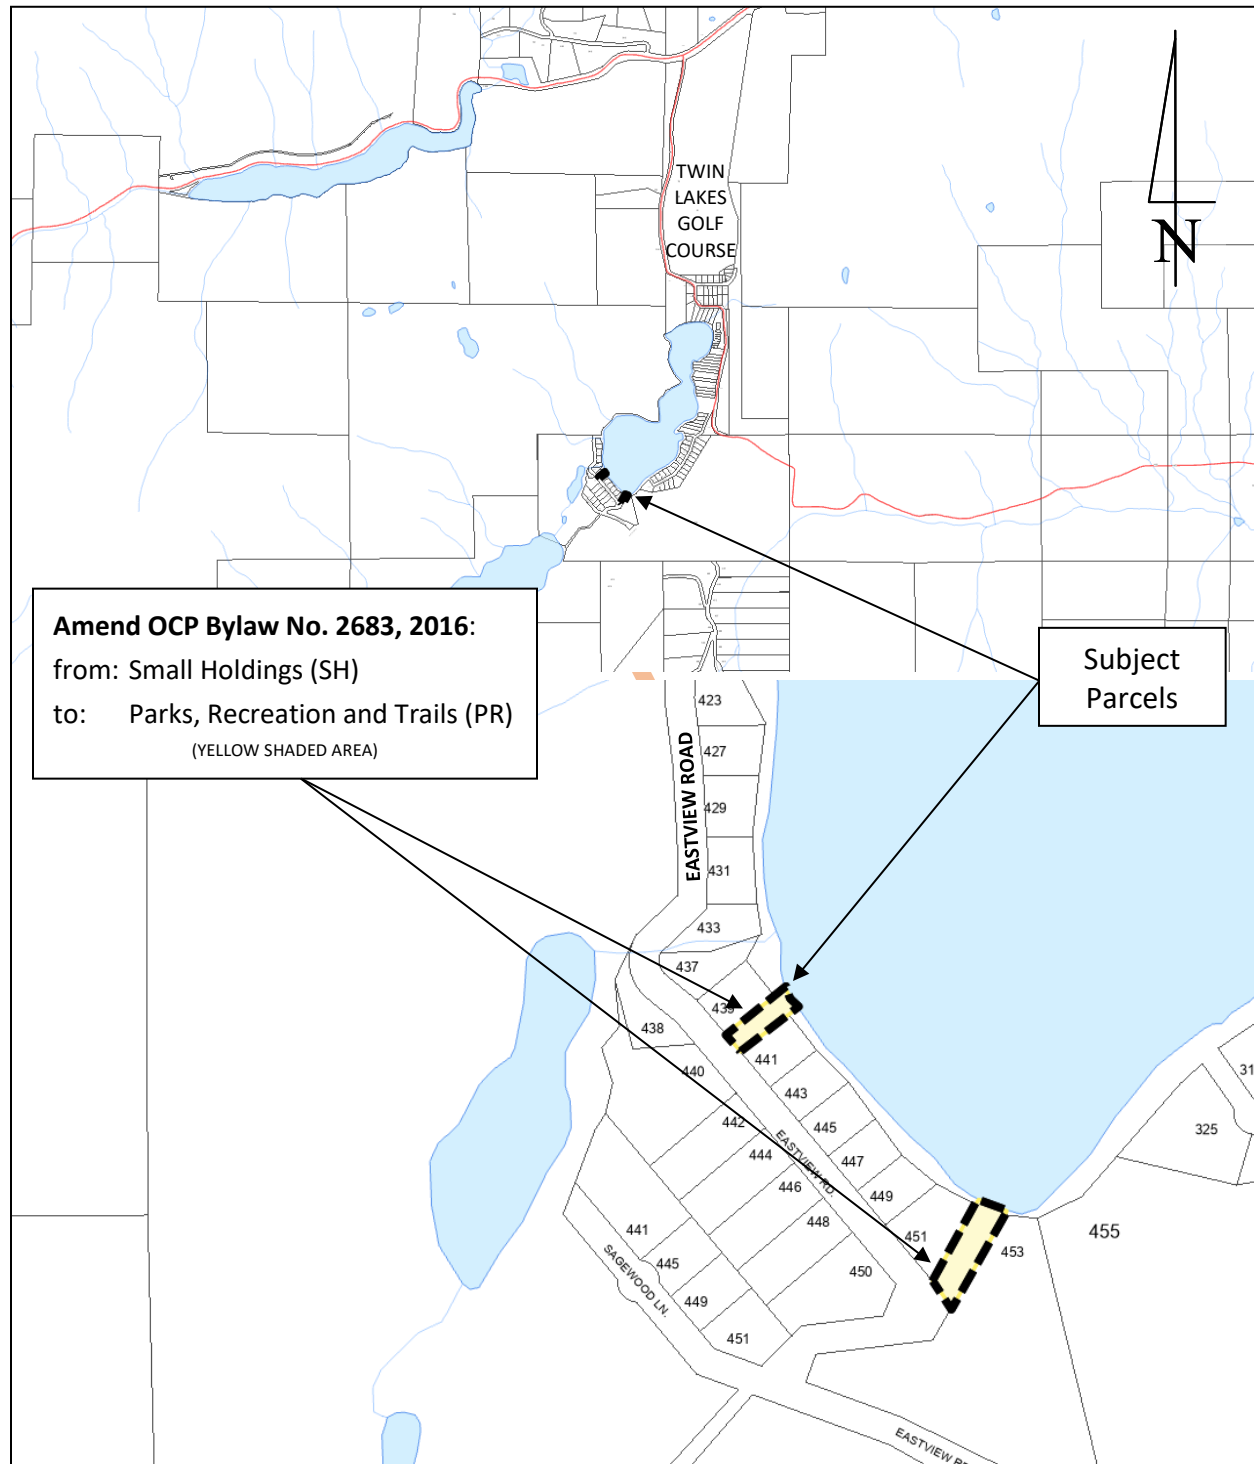 TWIN
LAKES
GOLF
COURSE
N
Amend OCP Bylaw No. 2683, 2016:
from: Small Holdings (SH)
to: Parks, Recreation and Trails (PR)
(YELLOW SHADED AREA)
Subject
Parcels
423
427
429
431
433
437
439
441
443
445
447
449
451
453
455
325
31
EASTVIEW ROAD
438
440
442
444
446
448
450
EASTVIEW RD.
441
445
449
451
SAGEWOOD LN.
EASTVIEW